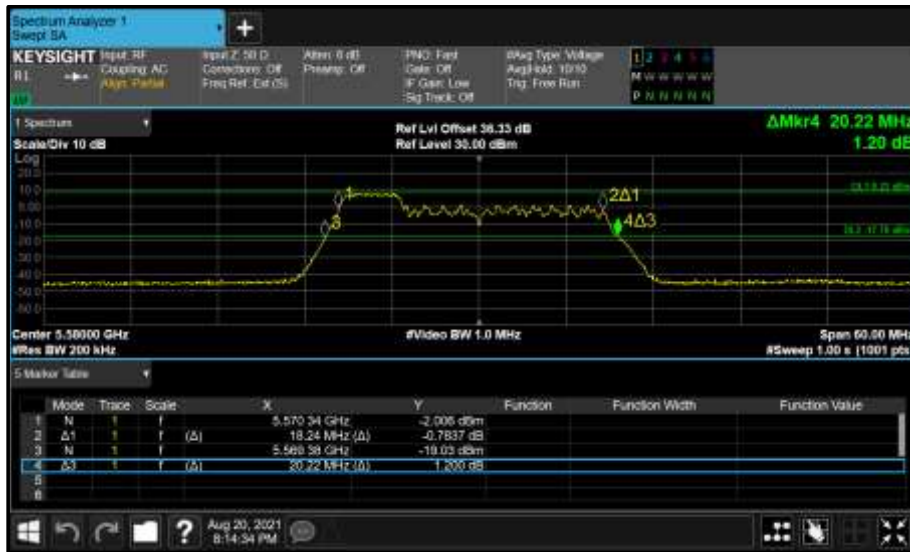 Spectrum Analyzer 1
Swept SA
+
KEYSIGHT Input: RF Input Z: 50 Ω Atten: 6 dB PNO: Fast #Avg Type: Voltage 1 2 3 4 5 6
R L Coupling: AC Corrections: Off Preamp: Off Gate: Off Avg|Hold: 10/10 M W W W W W W
Align: Partial Freq Ref: Ext (S) IF Gain: Low Trig: Free Run
Sig Track: Off P N N N N N N
1 Spectrum
Ref Lvl Offset 36.33 dB
ΔMkr4 20.22 MHz
Scale/Div 10 dB Ref Level 30.00 dBm 1.20 dB
Log
20.0
10.0
0.00
-10.0
-20.0
-30.0
-40.0
-50.0
-60.0
1
2Δ1
3
4Δ3
Center 5.58000 GHz #Video BW 1.0 MHz Span 60.00 MHz
#Res BW 200 kHz #Sweep 1.00 s (1001 pts
5 Marker Table
Mode Trace Scale X Y Function Function Width Function Value
1 N 1 f 5.570 34 GHz -2.006 dBm
2 Δ1 1 f (Δ) 18.24 MHz (Δ) -0.7837 dB
3 N 1 f 5.569 38 GHz -19.03 dBm
4 Δ3 1 f (Δ) 20.22 MHz (Δ) 1.200 dB
5
6
? Aug 20, 2021
8:14:34 PM